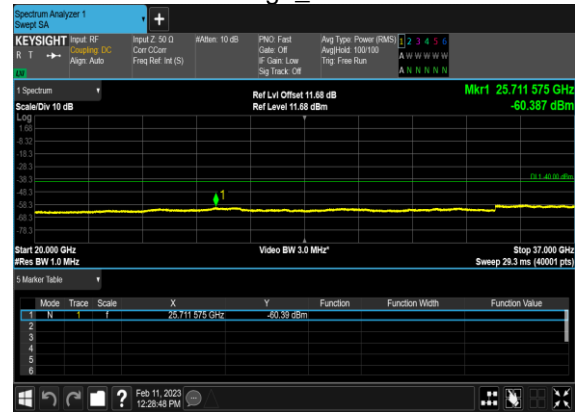 Spectrum Analyzer 1
Swept SA
+
KEYSIGHT Input: RF Input Z: 50 Ω #Atten: 10 dB PNO: Fast Avg Type: Power (RMS) 1 2 3 4 5 6
R T Coupling: DC Corr CCorr Gate: Off Avg|Hold: 100/100 A W W W W W
Align: Auto Freq Ref: Int (S) IF Gain: Low Trig: Free Run A N N N N N
Sig Track: Off
1 Spectrum
Ref Lvl Offset 11.68 dB Mkr1 25.711 575 GHz
Scale/Div 10 dB Ref Level 11.68 dBm -60.387 dBm
Log
1.68
-8.32
-18.3
-28.3
-38.3 DL1 -40.00 dBm
-48.3
1
-58.3
-68.3
-78.3
Start 20.000 GHz Video BW 3.0 MHz* Stop 37.000 GHz
#Res BW 1.0 MHz Sweep 29.3 ms (40001 pts)
5 Marker Table
Mode Trace Scale X Y Function Function Width Function Value
1 N 1 f 25.711 575 GHz -60.39 dBm
2
3
4
5
6
? Feb 11, 2023
12:28:48 PM